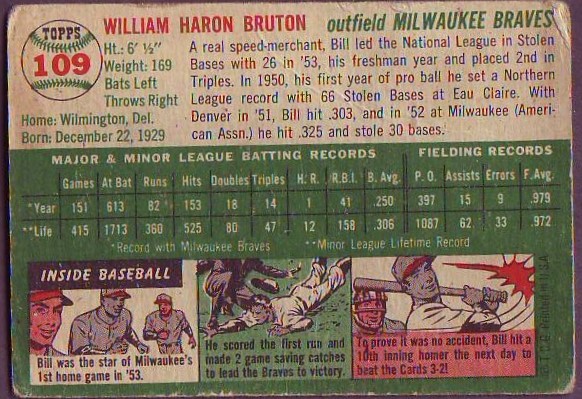 TOPPS
109
WILLIAM HARON BRUTON outfield MILWAUKEE BRAVES
Ht.: 6' ½"
Weight: 169
Bats Left
Throws Right
Home: Wilmington, Del.
Born: December 22, 1929
A real speed-merchant, Bill led the National League in Stolen
Bases with 26 in '53, his freshman year and placed 2nd in
Triples. In 1950, his first year of pro ball he set a Northern
League record with 66 Stolen Bases at Eau Claire. With
Denver in '51, Bill hit .303, and in '52 at Milwaukee (Ameri-
can Assn.) he hit .325 and stole 30 bases.
MAJOR & MINOR LEAGUE BATTING RECORDS FIELDING RECORDS
Games At Bat Runs Hits Doubles Triples H. R. R.B.I. B. Avg. P. O. Assists Errors F. Avg.
*Year 151 613 82* 153 18 14 1 41 .250 397 15 9 .979
**Life 415 1713 360 525 80 47 12 158 .306 1087 62 33 .972
*Record with Milwaukee Braves **Minor League Lifetime Record
INSIDE BASEBALL
Bill was the star of Milwaukee's
1st home game in '53.
He scored the first run and
made 2 game saving catches
to lead the Braves to victory.
To prove it was no accident, Bill hit a
10th inning homer the next day to
beat the Cards 3-2!